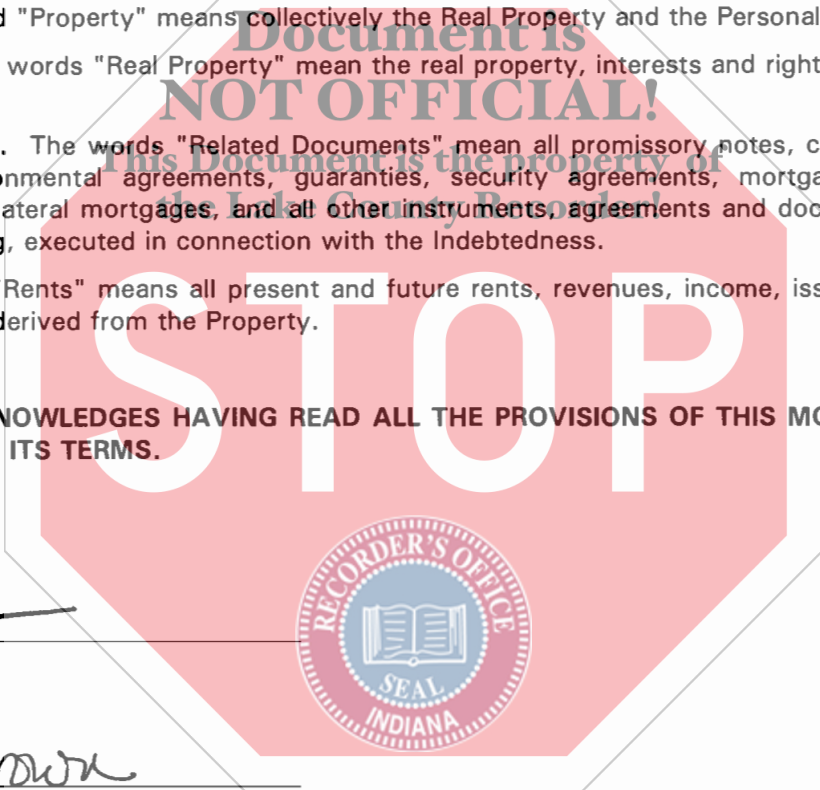 d "Property" means collectively the Real Property and the Personal
Document is
words "Real Property" mean the real property, interests and right
NOT OFFICIAL!
. The words "Related Documents" mean all promissory notes, c
This Document is the property of
onmental agreements, guaranties, security agreements, mortga
the Lake County Recorder!
ateral mortgages, and all other instruments, agreements and doc
g, executed in connection with the Indebtedness.
"Rents" means all present and future rents, revenues, income, iss
derived from the Property.
STOP
NOWLEDGES HAVING READ ALL THE PROVISIONS OF THIS MO
ITS TERMS.
RECORDER'S OFFICE
SEAL
INDIANA